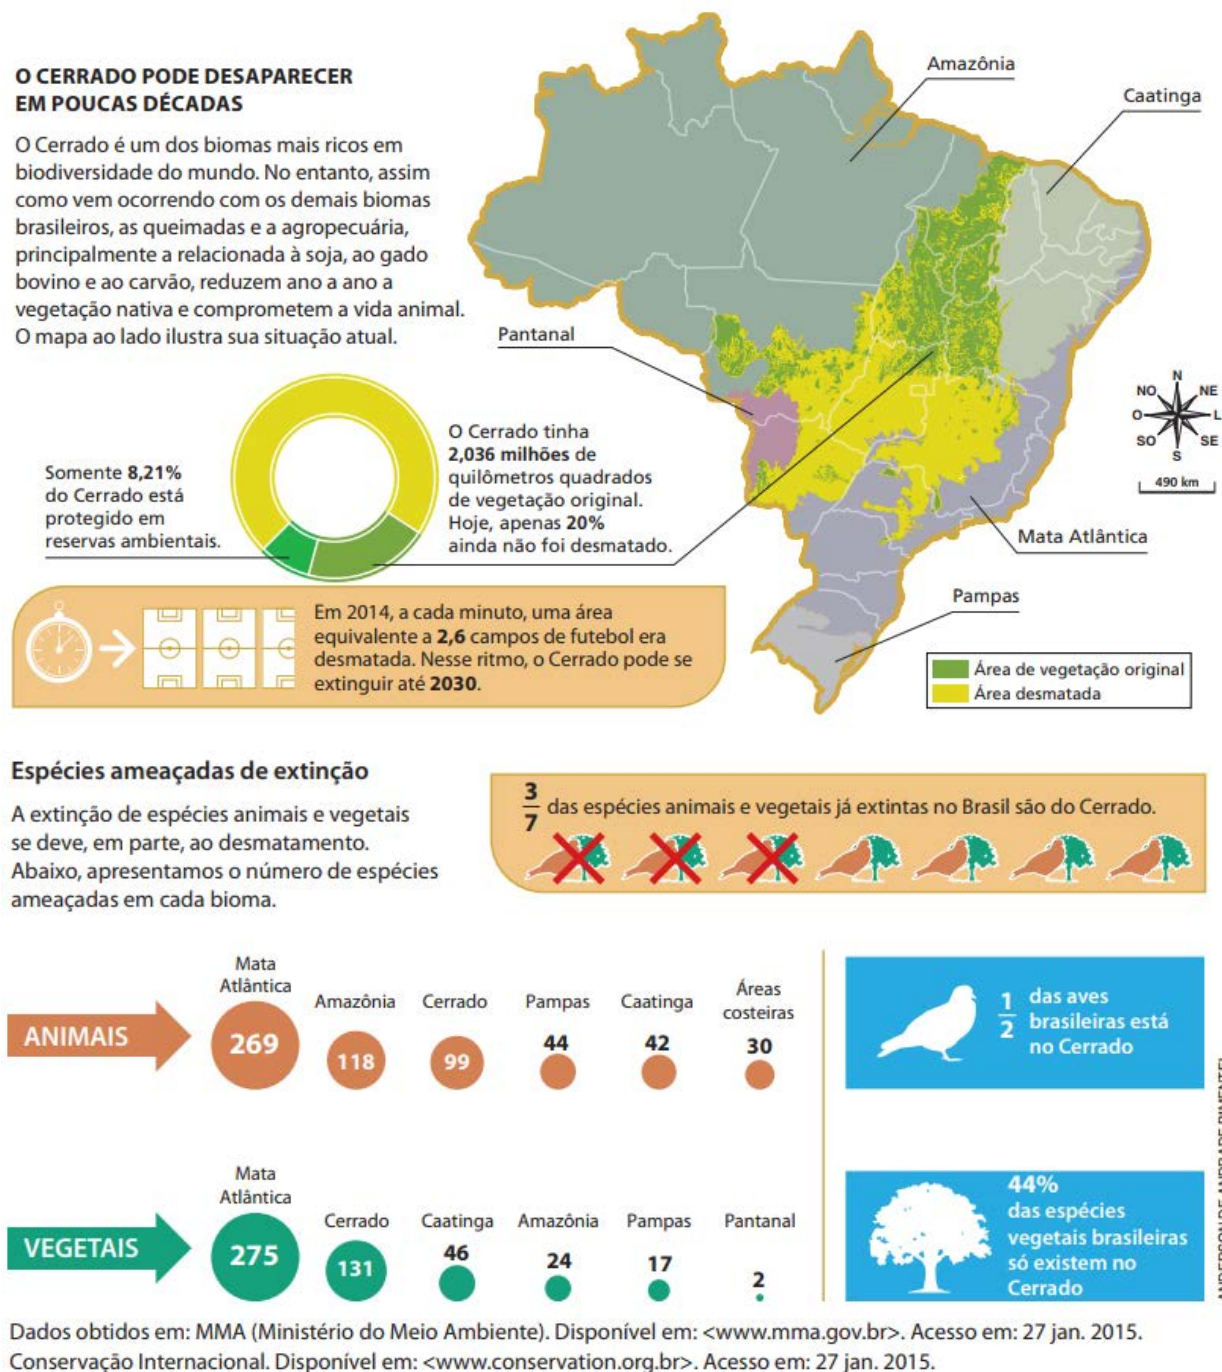 O CERRADO PODE DESAPARECER
EM POUCAS DÉCADAS
O Cerrado é um dos biomas mais ricos em
biodiversidade do mundo. No entanto, assim
como vem ocorrendo com os demais biomas
brasileiros, as queimadas e a agropecuária,
principalmente a relacionada à soja, ao gado
bovino e ao carvão, reduzem ano a ano a
vegetação nativa e comprometem a vida animal.
O mapa ao lado ilustra sua situação atual.
Amazônia
Caatinga
Pantanal
Mata Atlântica
Pampas
N
NO
NE
O
L
SO
SE
S
490 km
Área de vegetação original
Área desmatada
Somente 8,21%
do Cerrado está
protegido em
reservas ambientais.
O Cerrado tinha
2,036 milhões de
quilômetros quadrados
de vegetação original.
Hoje, apenas 20%
ainda não foi desmatado.
Em 2014, a cada minuto, uma área
equivalente a 2,6 campos de futebol era
desmatada. Nesse ritmo, o Cerrado pode se
extinguir até 2030.
Espécies ameaçadas de extinção
A extinção de espécies animais e vegetais
se deve, em parte, ao desmatamento.
Abaixo, apresentamos o número de espécies
ameaçadas em cada bioma.
3/7 das espécies animais e vegetais já extintas no Brasil são do Cerrado.
ANIMAIS
Mata
Atlântica
269
Amazônia
118
Cerrado
99
Pampas
44
Caatinga
42
Áreas
costeiras
30
1/2 das aves
brasileiras está
no Cerrado
VEGETAIS
Mata
Atlântica
275
Cerrado
131
Caatinga
46
Amazônia
24
Pampas
17
Pantanal
2
44%
das espécies
vegetais brasileiras
só existem no
Cerrado
ANDERSON DE ANDRADE PIMENTEL
Dados obtidos em: MMA (Ministério do Meio Ambiente). Disponível em: <www.mma.gov.br>. Acesso em: 27 jan. 2015.
Conservação Internacional. Disponível em: <www.conservation.org.br>. Acesso em: 27 jan. 2015.